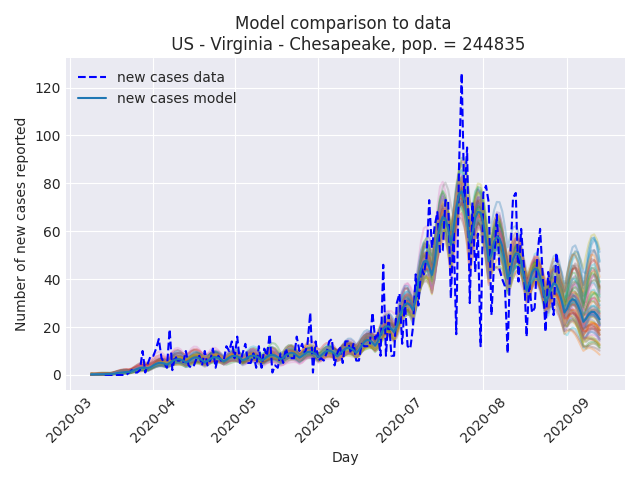 Model comparison to data
US - Virginia - Chesapeake, pop. = 244835
new cases data
new cases model
Number of new cases reported
120
100
80
60
40
20
0
2020-03
2020-04
2020-05
2020-06
2020-07
2020-08
2020-09
Day